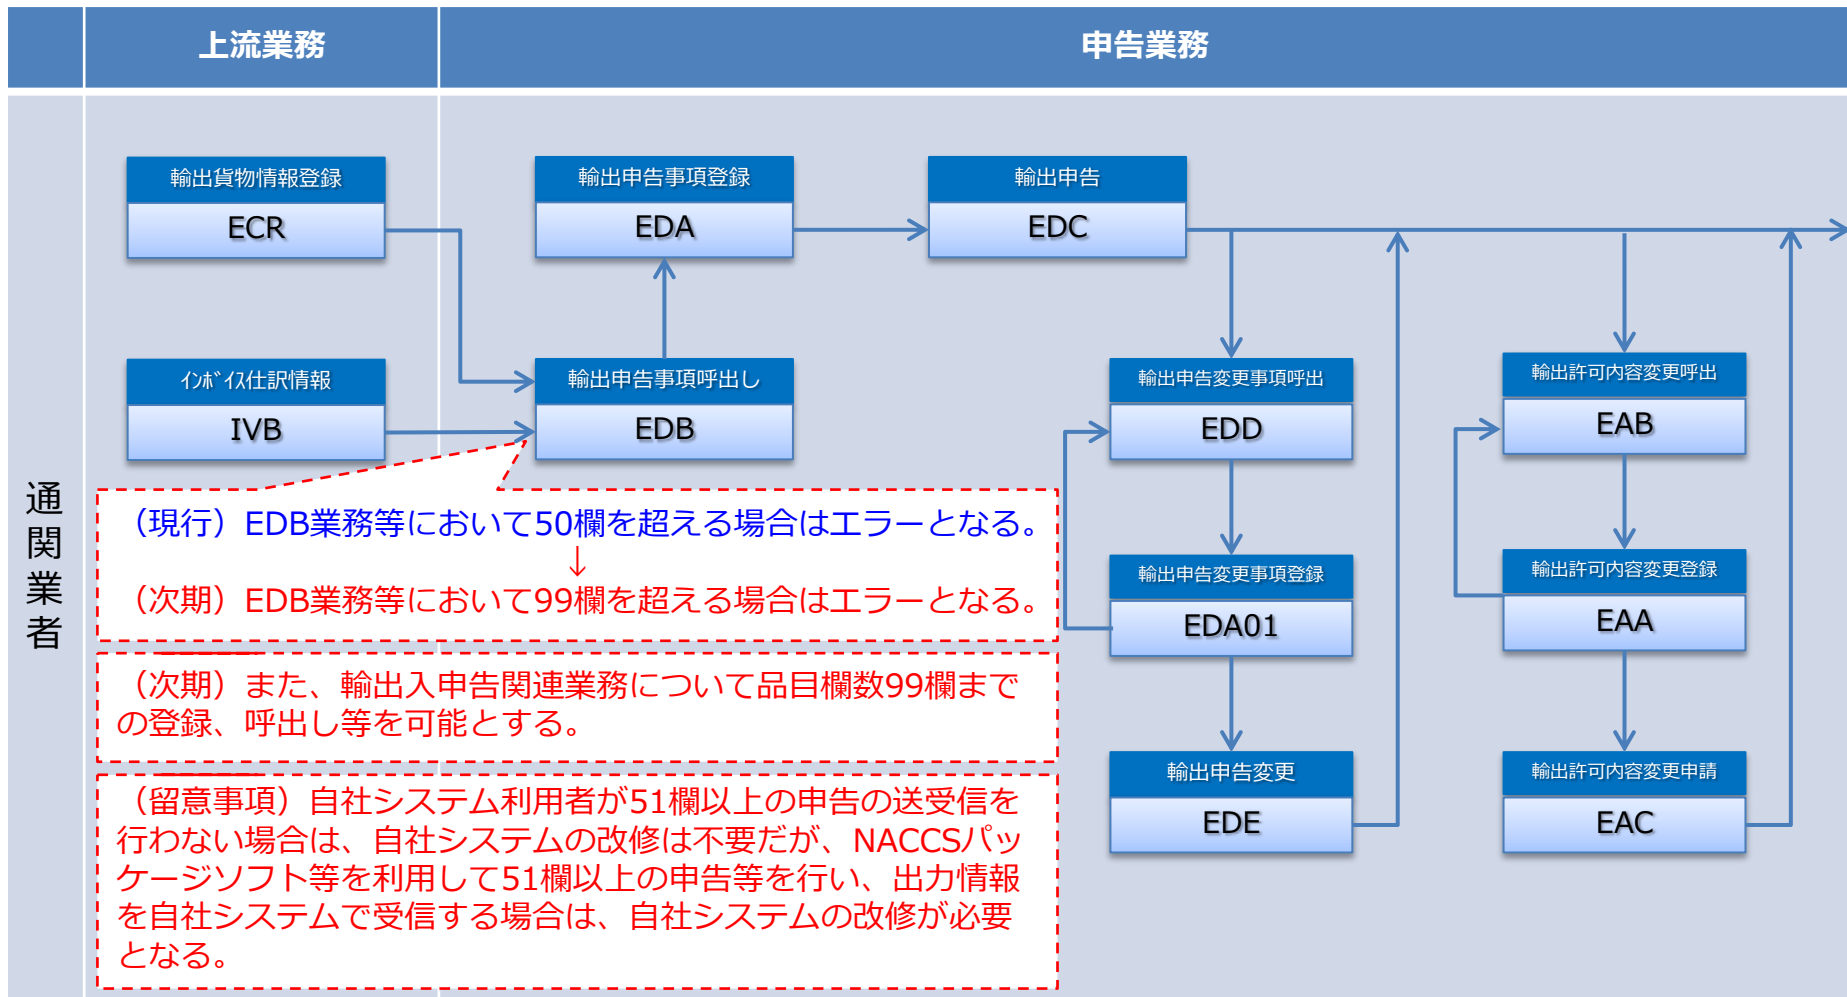 上流業務
申告業務
通関業者
輸出貨物情報登録
ECR
輸出申告事項登録
EDA
輸出申告
EDC
ｲﾝﾎﾞｲｽ仕訳情報
IVB
輸出申告事項呼出し
EDB
輸出申告変更事項呼出
EDD
輸出許可内容変更呼出
EAB
（現行）EDB業務等において50欄を超える場合はエラーとなる。
↓
（次期）EDB業務等において99欄を超える場合はエラーとなる。
輸出申告変更事項登録
EDA01
輸出許可内容変更登録
EAA
（次期）また、輸出入申告関連業務について品目欄数99欄まで
の登録、呼出し等を可能とする。
輸出申告変更
EDE
輸出許可内容変更申請
EAC
（留意事項）自社システム利用者が51欄以上の申告の送受信を
行わない場合は、自社システムの改修は不要だが、NACCSパッ
ケージソフト等を利用して51欄以上の申告等を行い、出力情報
を自社システムで受信する場合は、自社システムの改修が必要
となる。